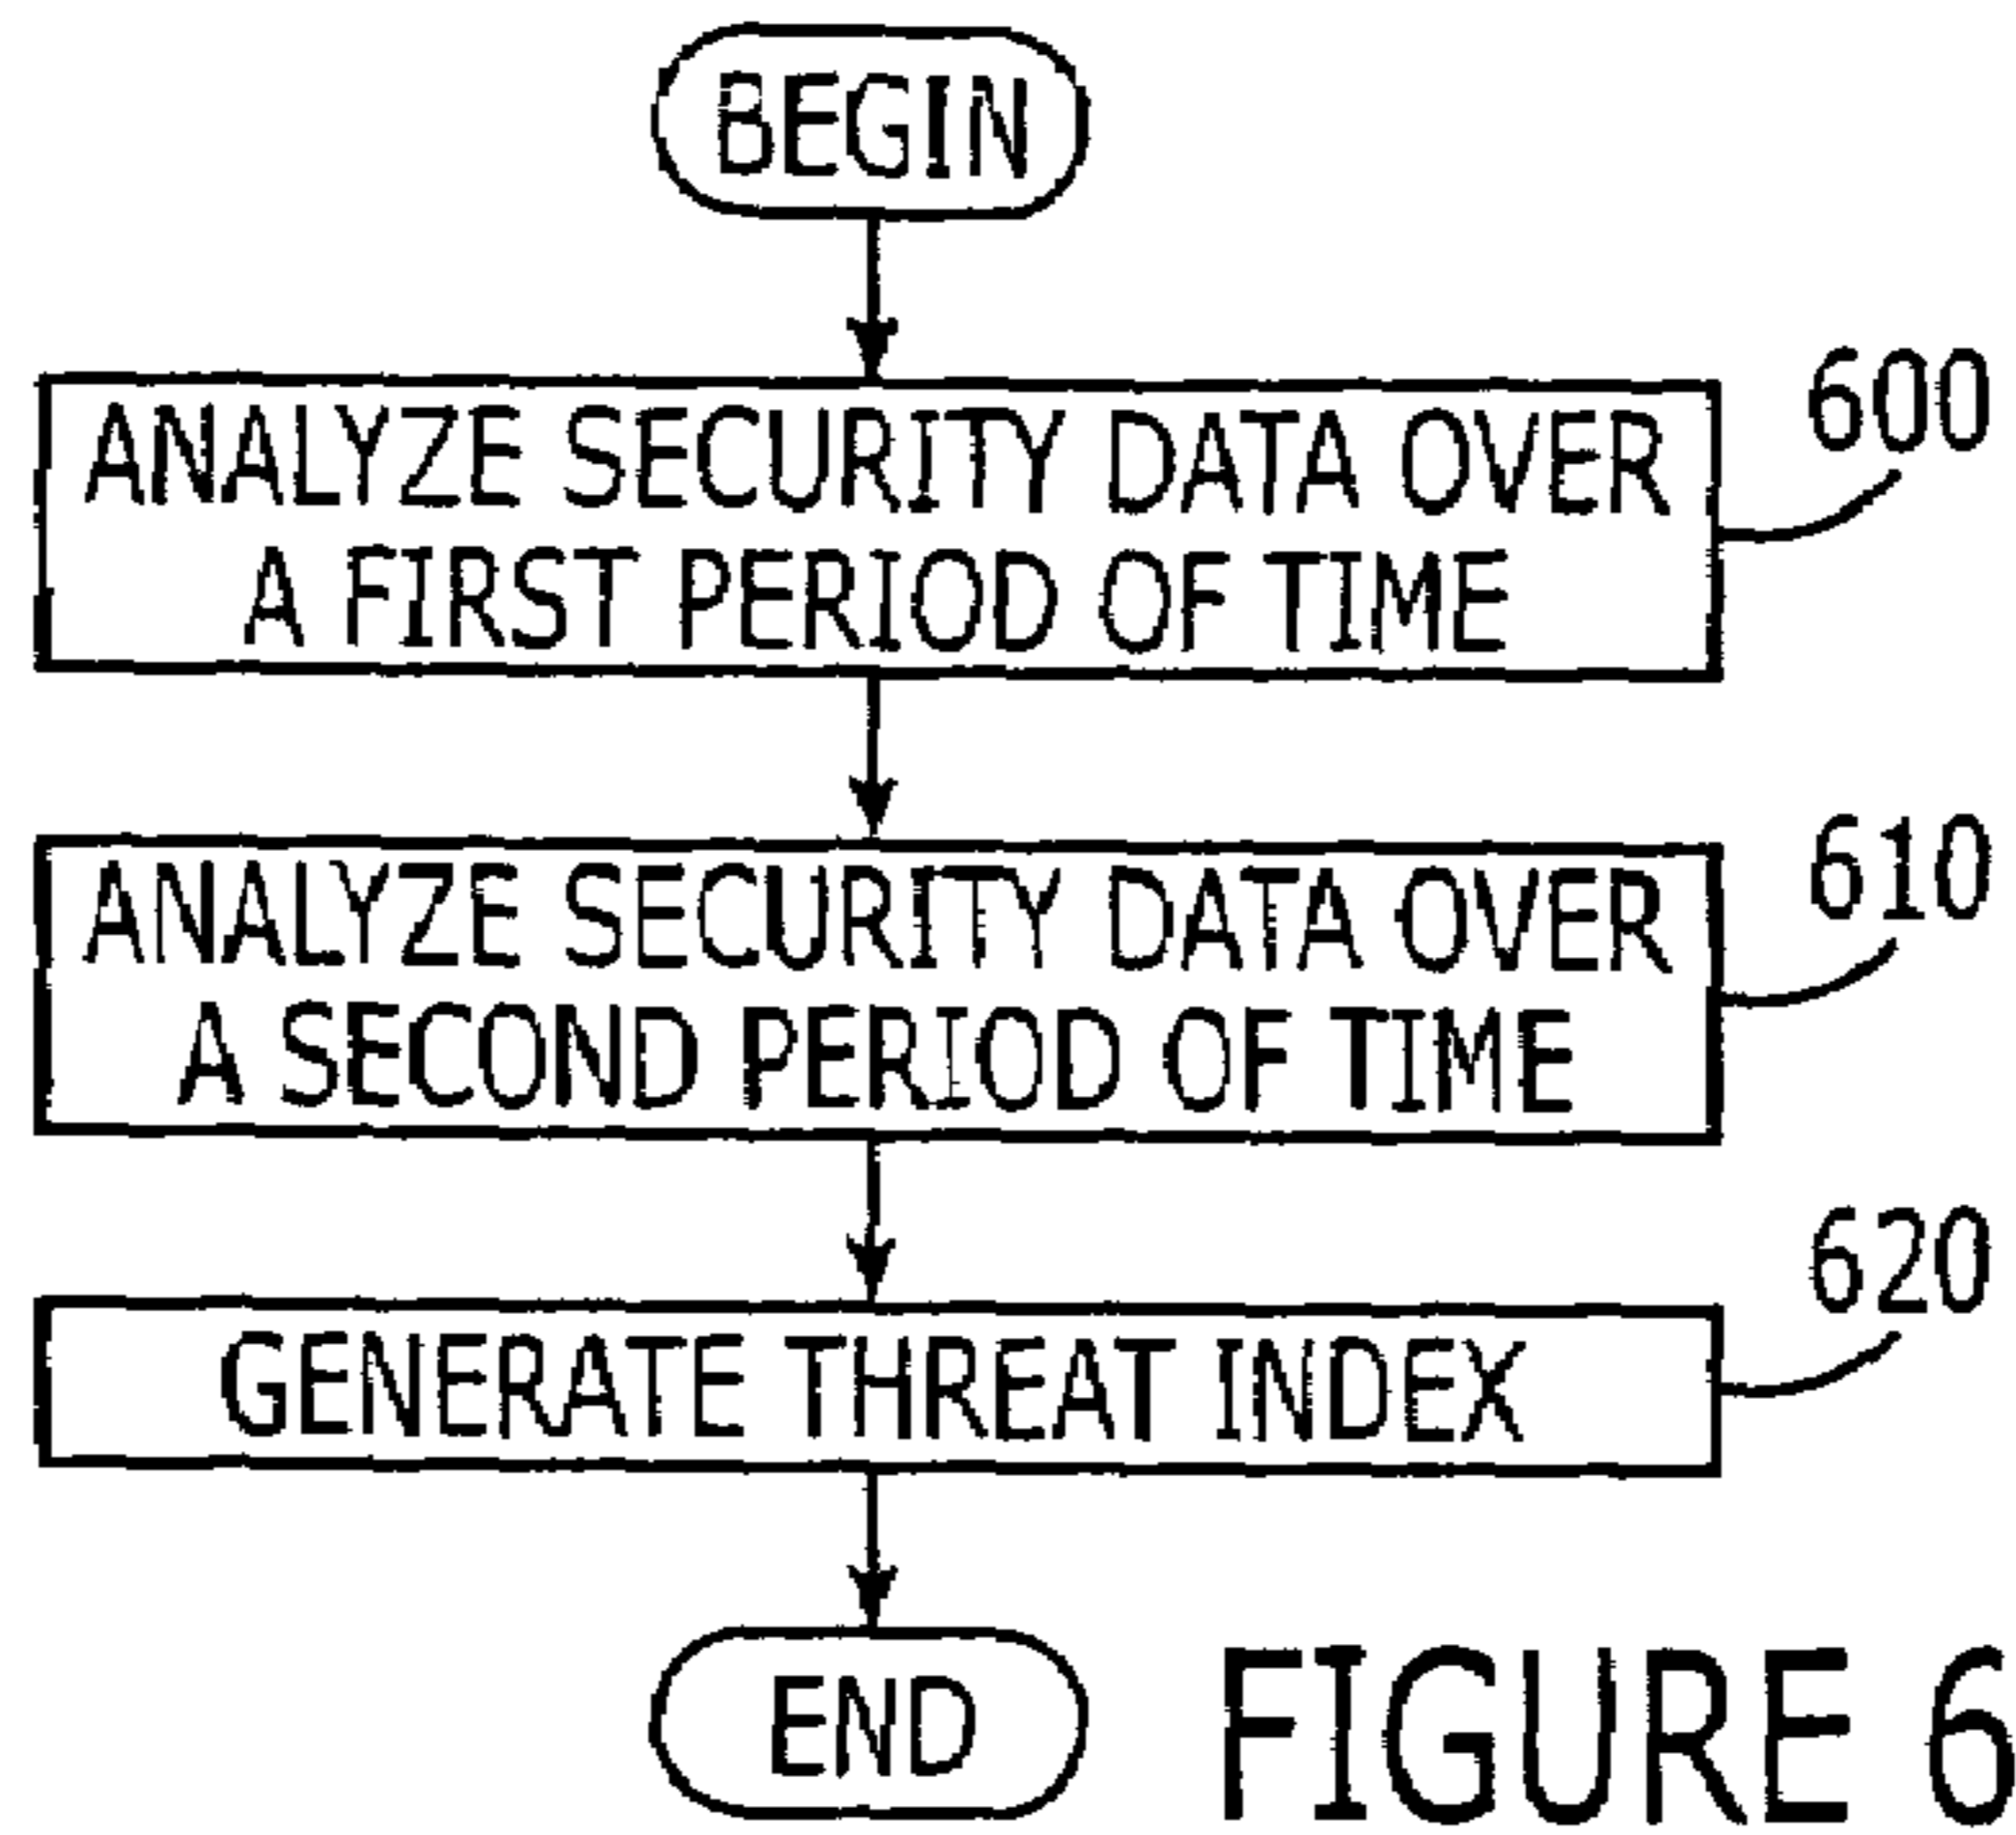 BEGIN
600
ANALYZE SECURITY DATA OVER
A FIRST PERIOD OF TIME
610
ANALYZE SECURITY DATA OVER
A SECOND PERIOD OF TIME
620
GENERATE THREAT INDEX
END
FIGURE 6